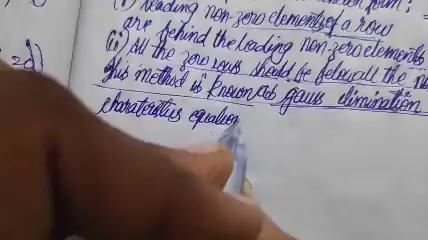 (i) leading non-zero elements of a row
are behind the leading non-zero elements
(ii) All the zero rows should be below all the
this method is known as gauss elimination
charateristics equation